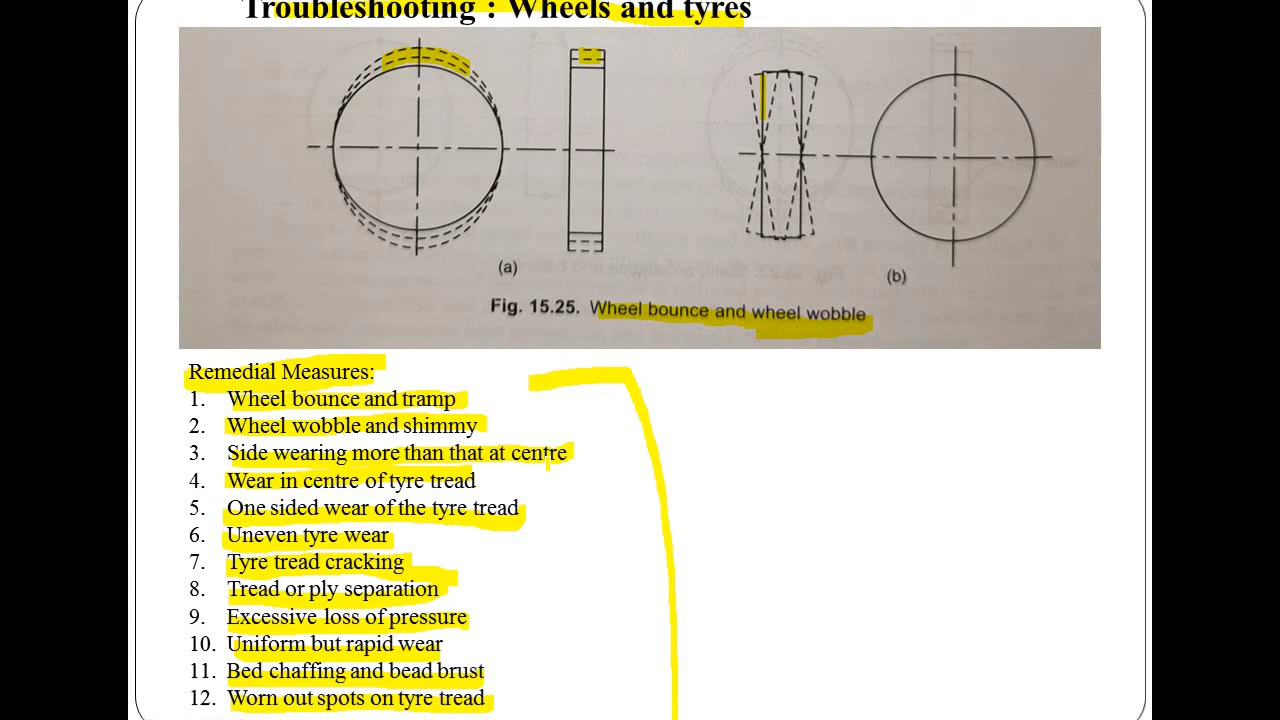 Troubleshooting : Wheels and tyres
(a)
(b)
Fig. 15.25. Wheel bounce and wheel wobble
Remedial Measures:
1. Wheel bounce and tramp
2. Wheel wobble and shimmy
3. Side wearing more than that at centre
4. Wear in centre of tyre tread
5. One sided wear of the tyre tread
6. Uneven tyre wear
7. Tyre tread cracking
8. Tread or ply separation
9. Excessive loss of pressure
10. Uniform but rapid wear
11. Bed chaffing and bead brust
12. Worn out spots on tyre tread